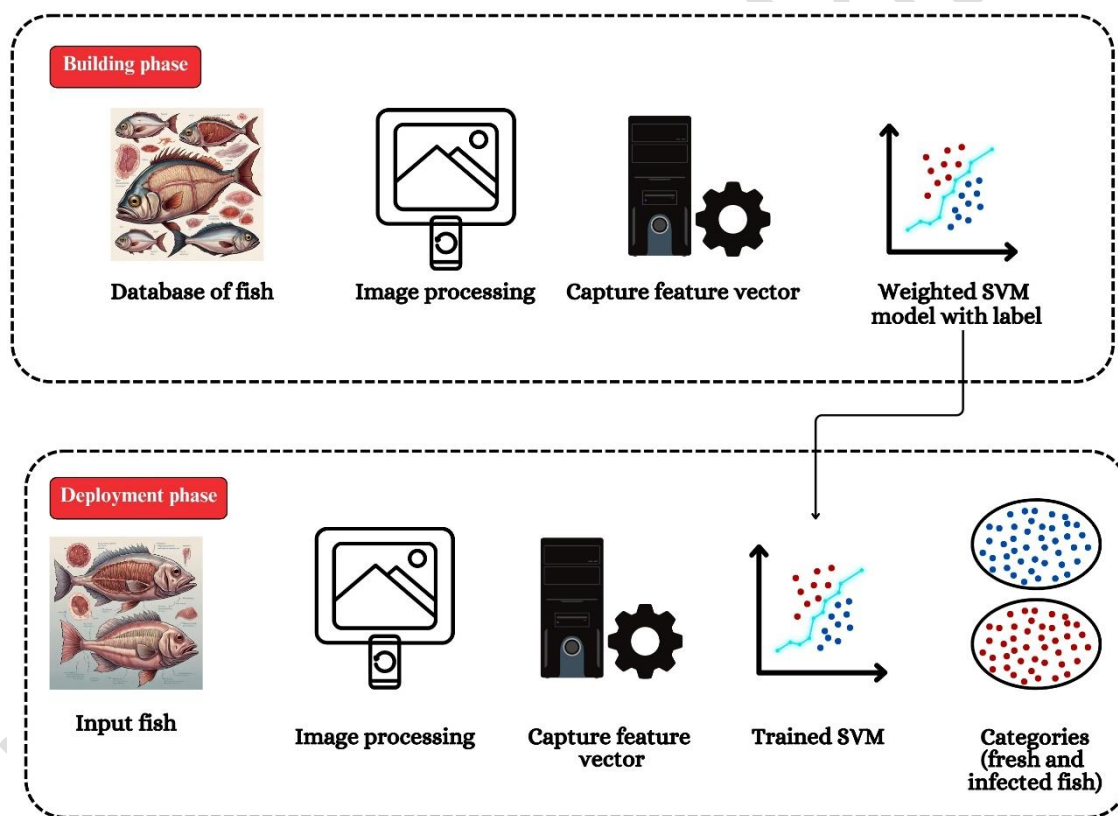 Building phase
Database of fish
Image processing
Capture feature vector
Weighted SVM
model with label
Deployment phase
Input fish
Image processing
Capture feature
vector
Trained SVM
Categories
(fresh and
infected fish)